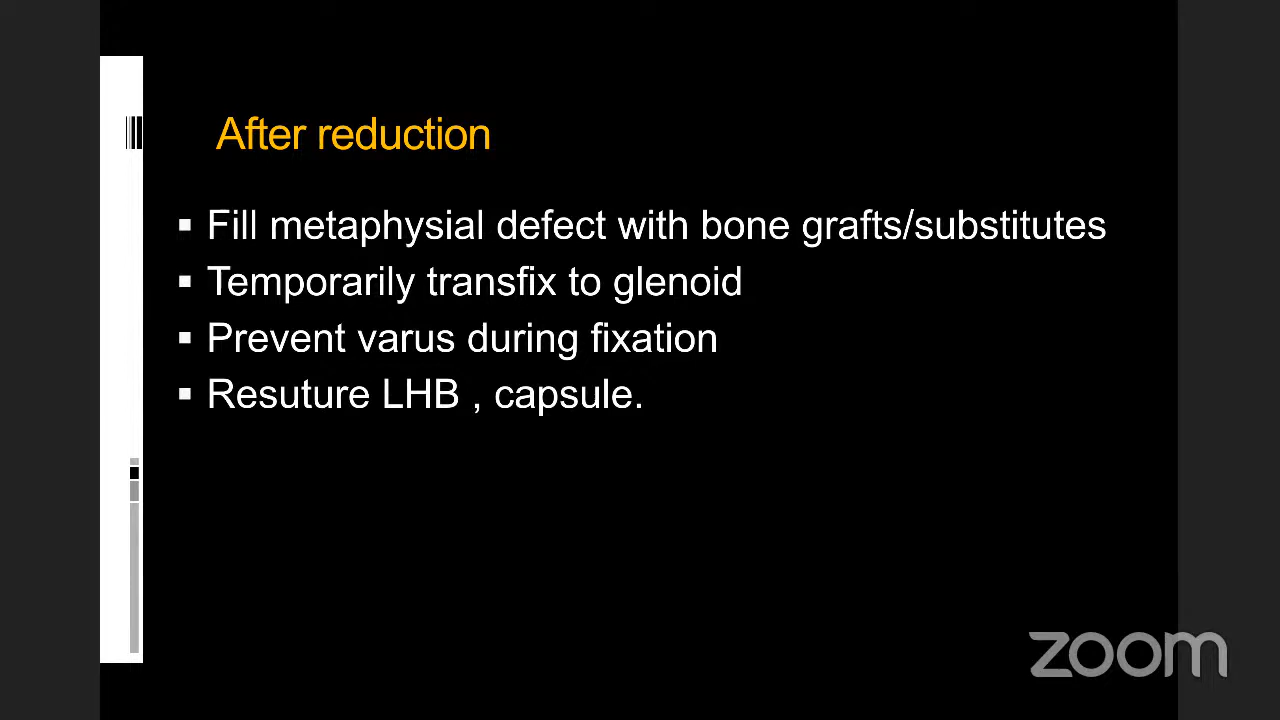 After reduction
▪ Fill metaphysial defect with bone grafts/substitutes
▪ Temporarily transfix to glenoid
▪ Prevent varus during fixation
▪ Resuture LHB , capsule.
zoom